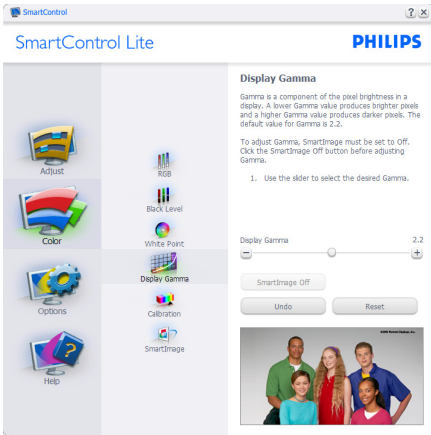 SmartControl
? ×
SmartControl Lite
PHILIPS
Adjust
Color
Options
Help
RGB
Black Level
White Point
Display Gamma
Calibration
SmartImage
Display Gamma
Gamma is a component of the pixel brightness in a
display. A lower Gamma value produces brighter pixels
and a higher Gamma value produces darker pixels. The
default value for Gamma is 2.2.
To adjust Gamma, SmartImage must be set to Off.
Click the SmartImage Off button before adjusting
Gamma.
1. Use the slider to select the desired Gamma.
Display Gamma 2.2
SmartImage Off
Undo Reset